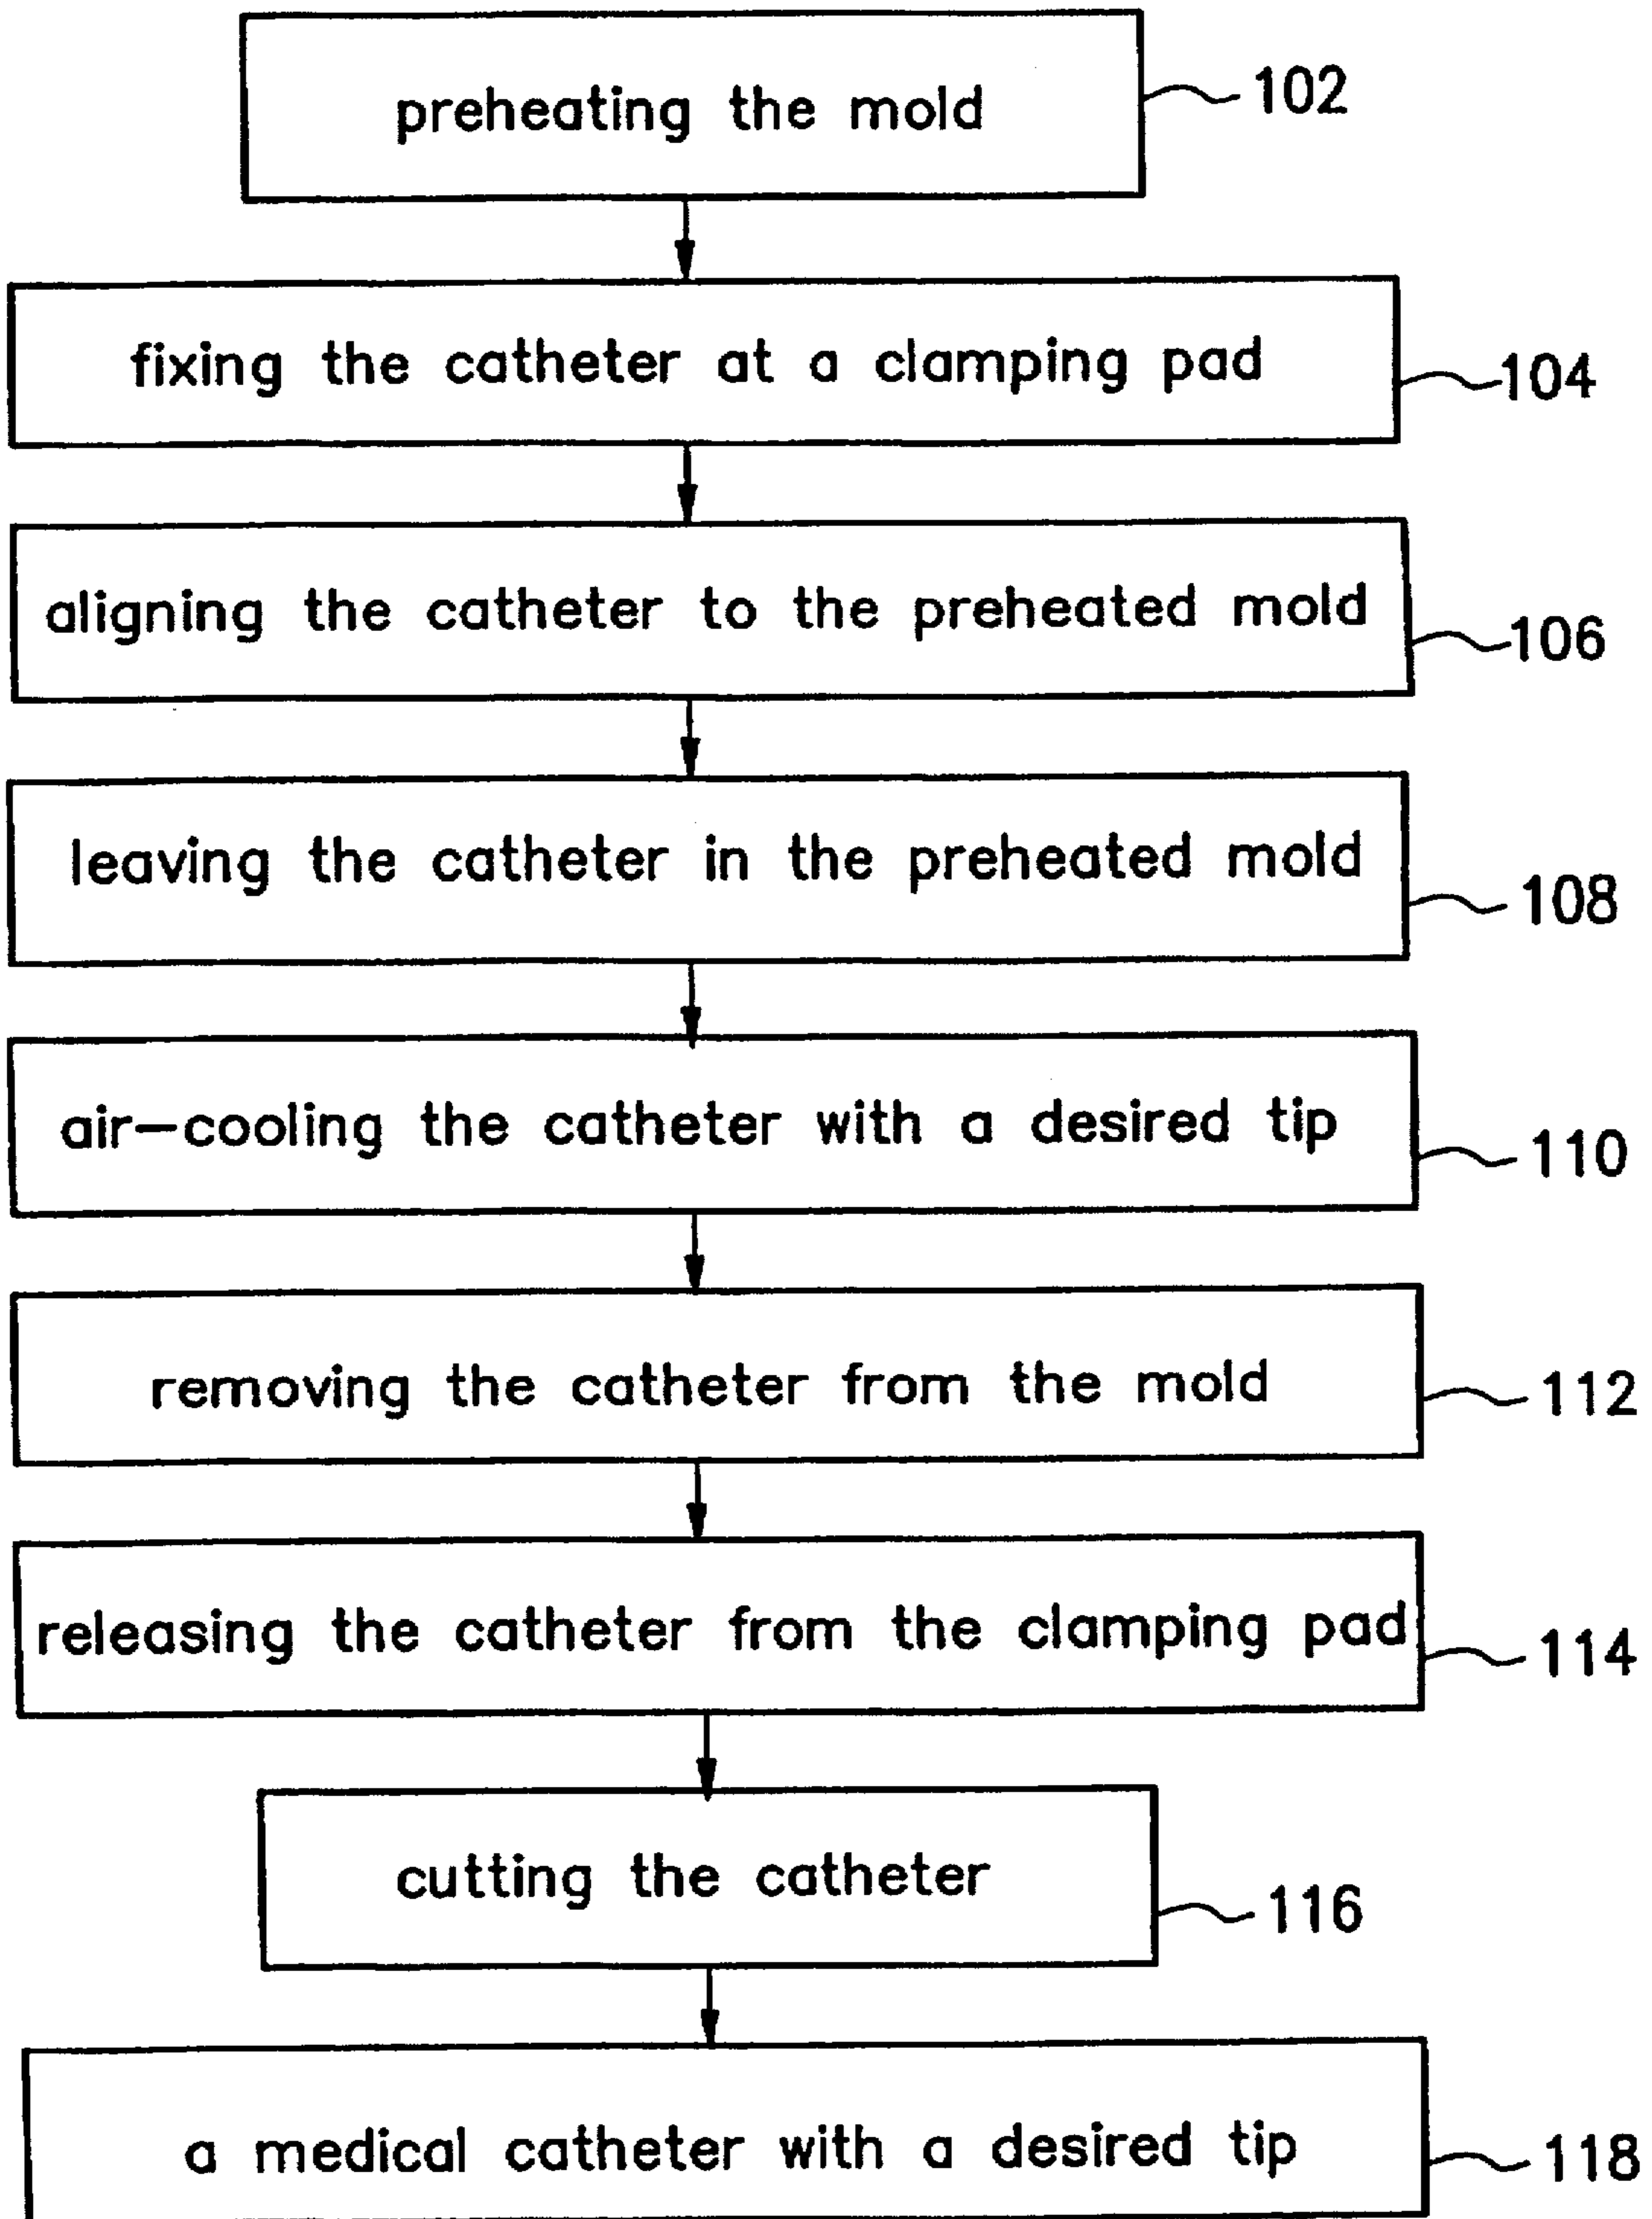 preheating the mold
102
fixing the catheter at a clamping pad
104
aligning the catheter to the preheated mold
106
leaving the catheter in the preheated mold
108
air-cooling the catheter with a desired tip
110
removing the catheter from the mold
112
releasing the catheter from the clamping pad
114
cutting the catheter
116
a medical catheter with a desired tip
118